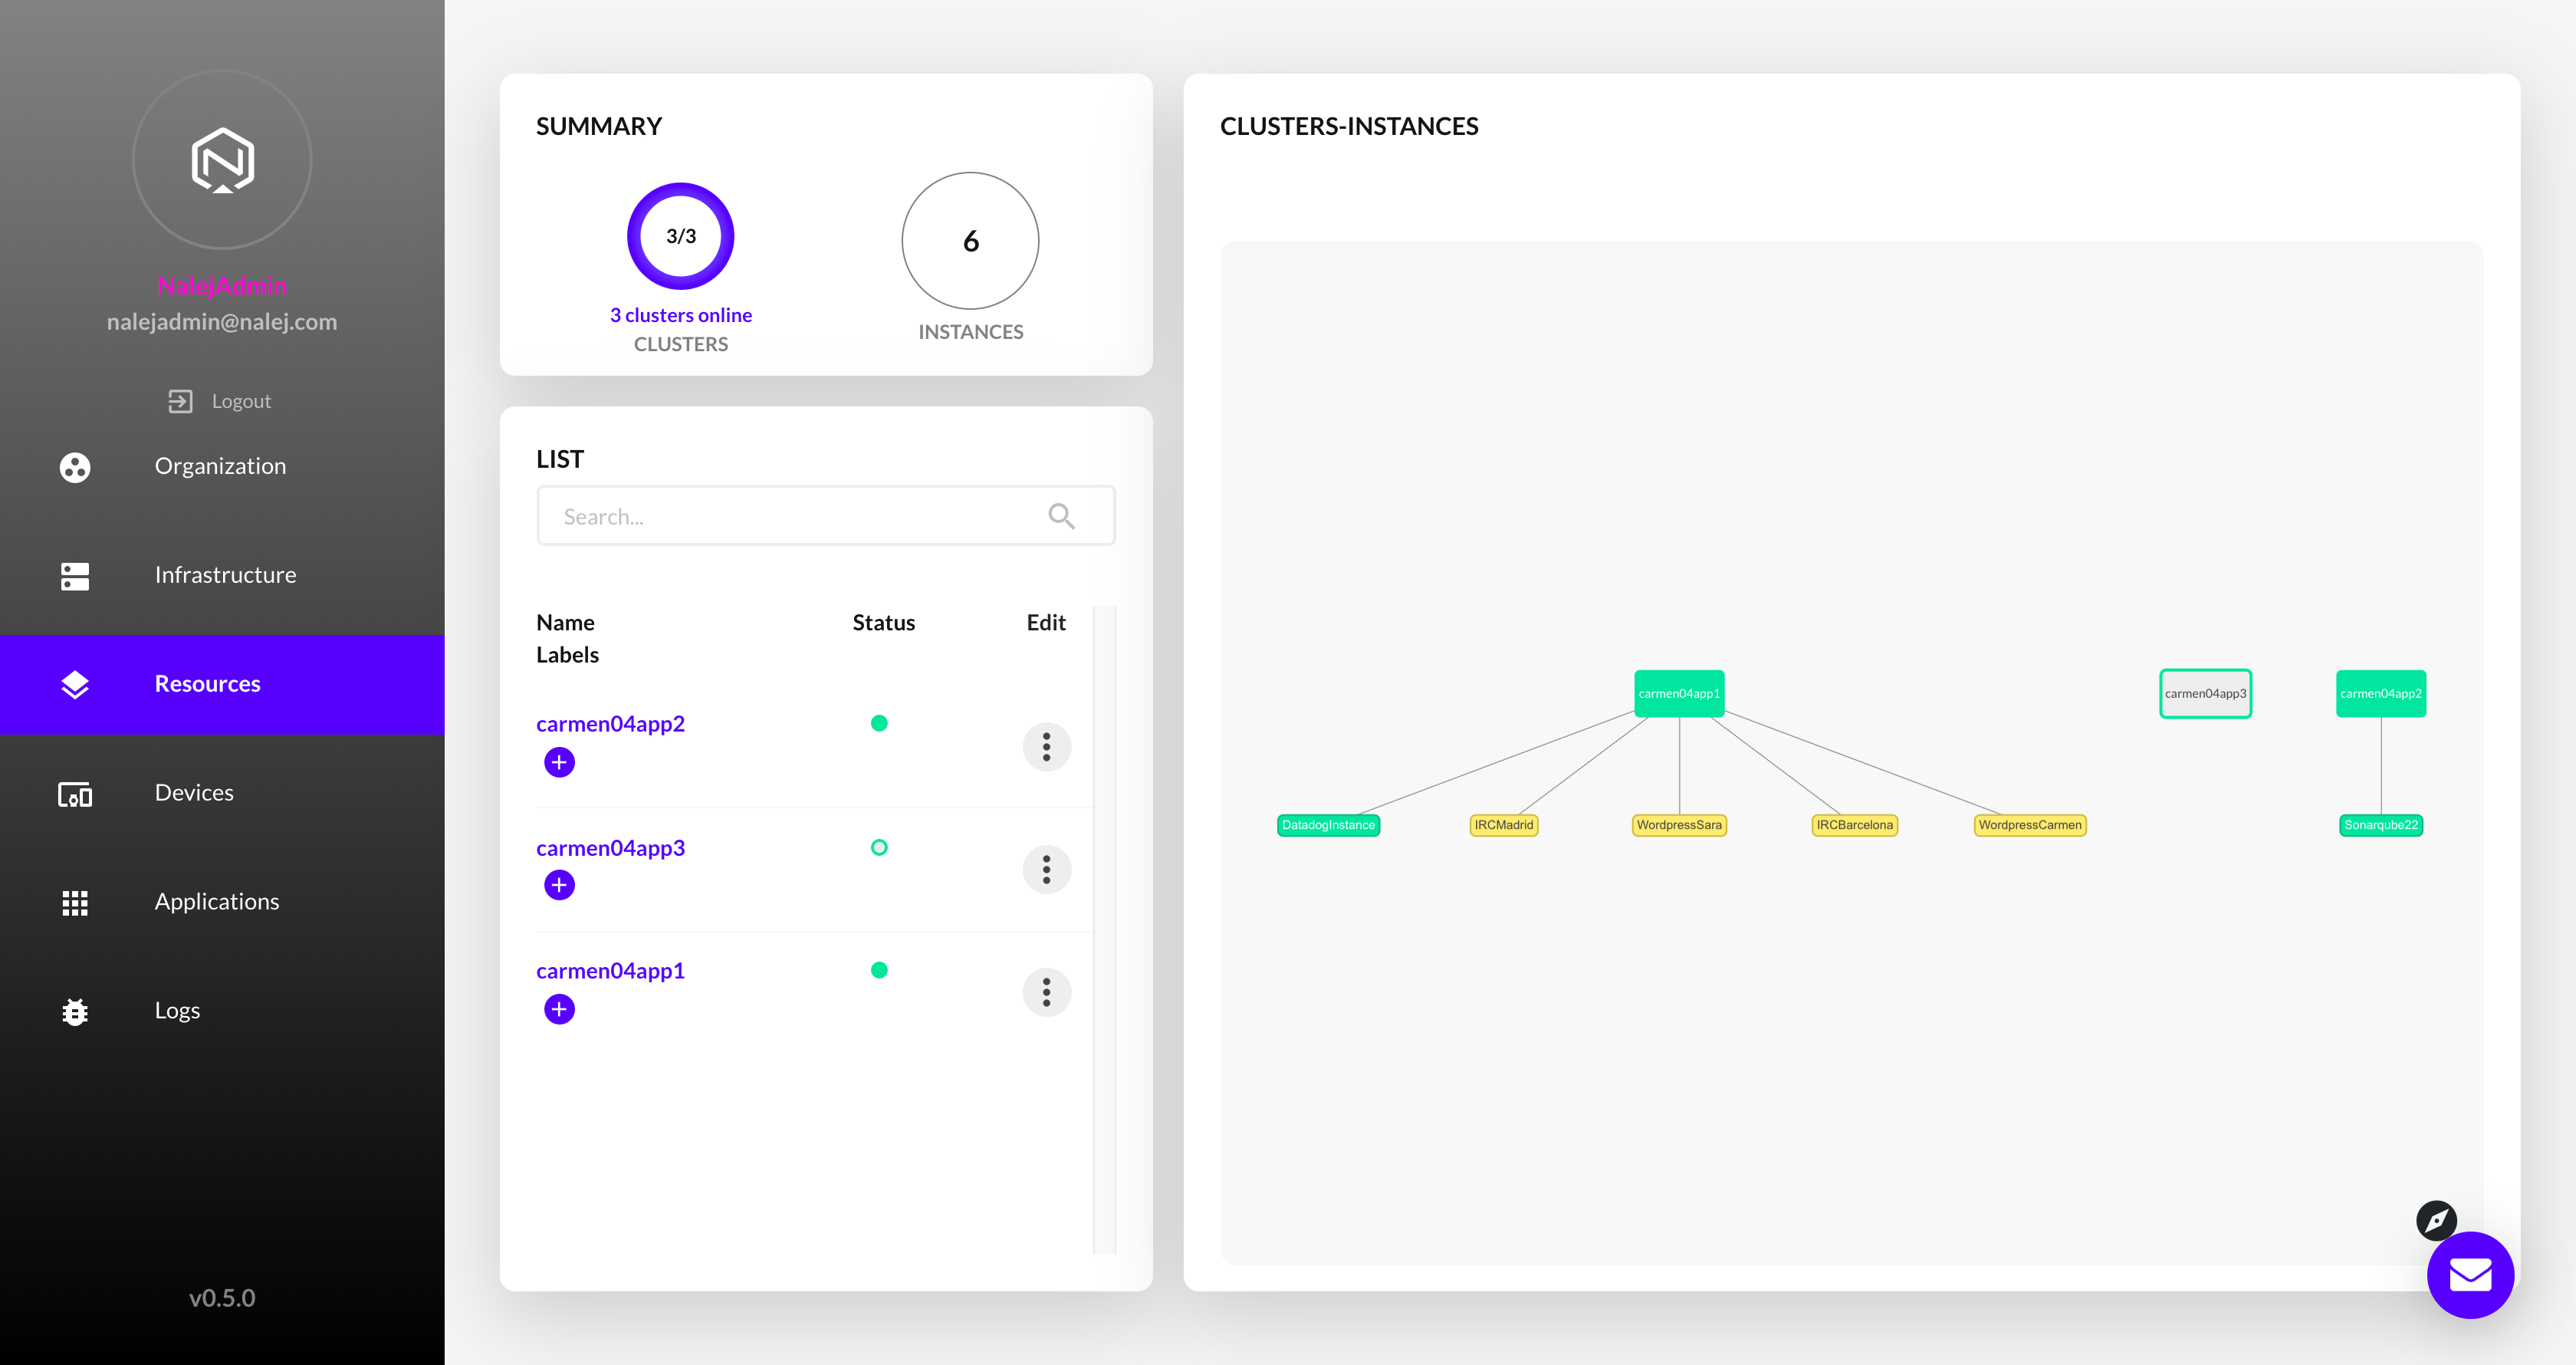 NalejAdmin
nalejadmin@nalej.com
Logout
Organization
Infrastructure
Resources
Devices
Applications
Logs
v0.5.0
SUMMARY
3/3
3 clusters online
CLUSTERS
6
INSTANCES
LIST
Search...
Name Status Edit
Labels
carmen04app2
carmen04app3
carmen04app1
CLUSTERS-INSTANCES
carmen04app1 carmen04app3 carmen04app2
DatadogInstance IRCMadrid WordpressSara IRCBarcelona WordpressCarmen Sonarqube22